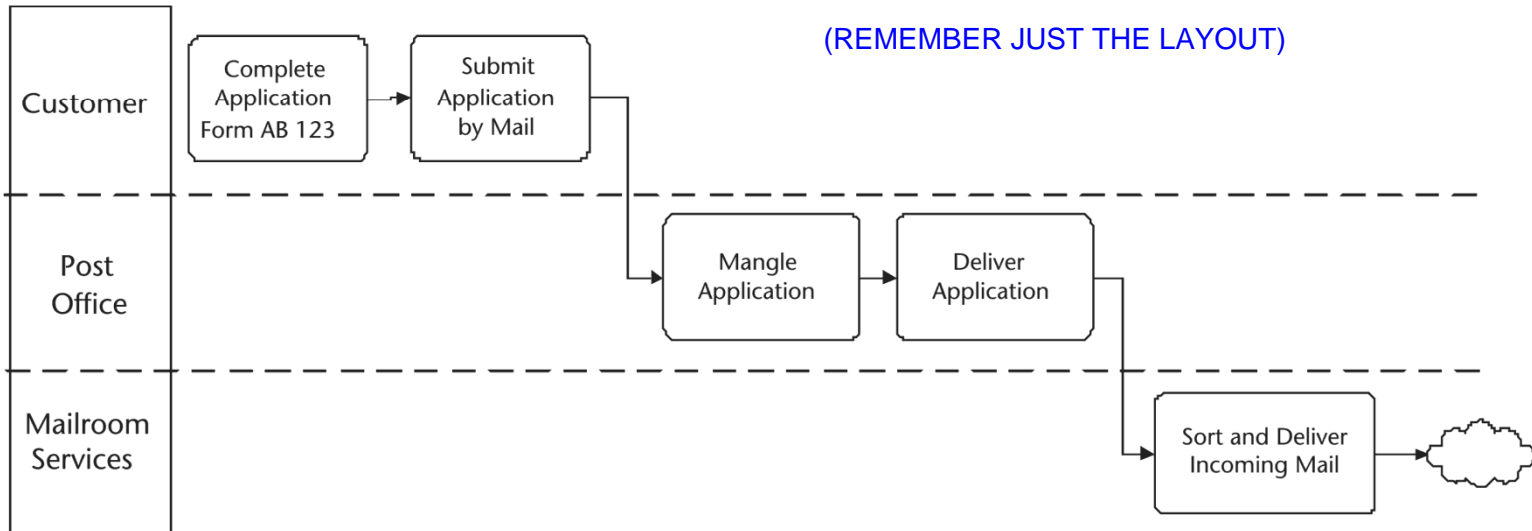 (REMEMBER JUST THE LAYOUT)
Customer
Complete
Application
Form AB 123
Submit
Application
by Mail
Post
Office
Mangle
Application
Deliver
Application
Mailroom
Services
Sort and Deliver
Incoming Mail